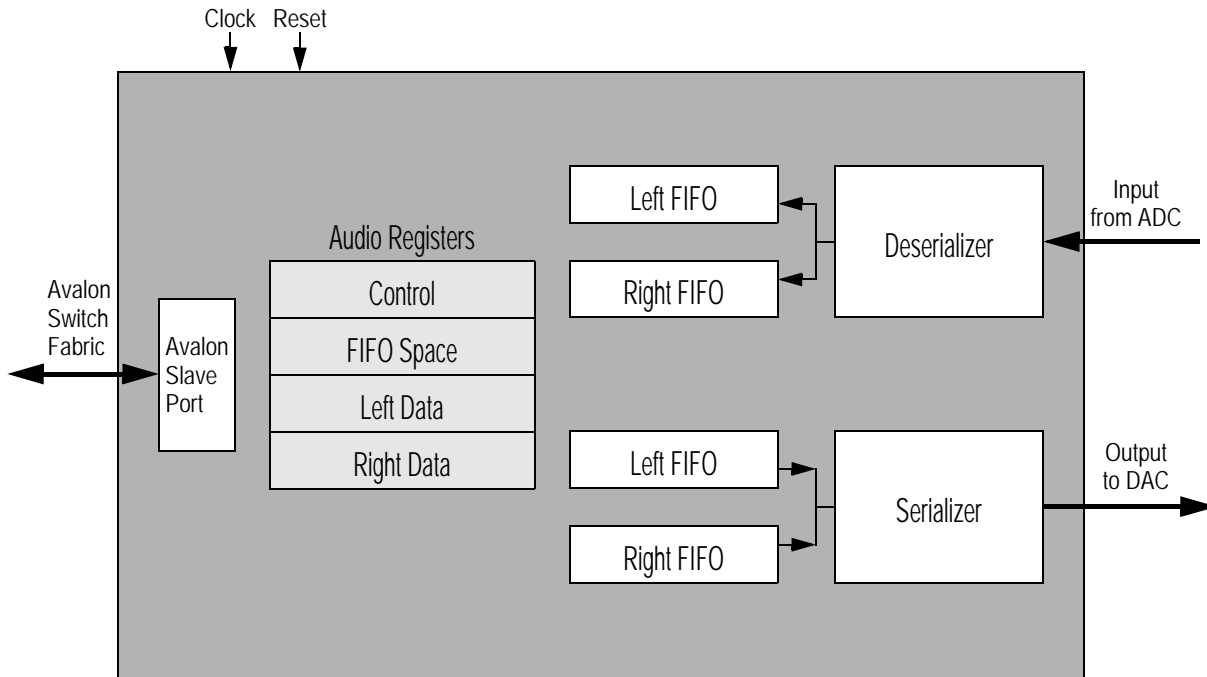 Clock Reset
Left FIFO
Right FIFO
Deserializer
Input
from ADC
Audio Registers
Control
FIFO Space
Left Data
Right Data
Avalon
Switch
Fabric
Avalon
Slave
Port
Left FIFO
Right FIFO
Serializer
Output
to DAC